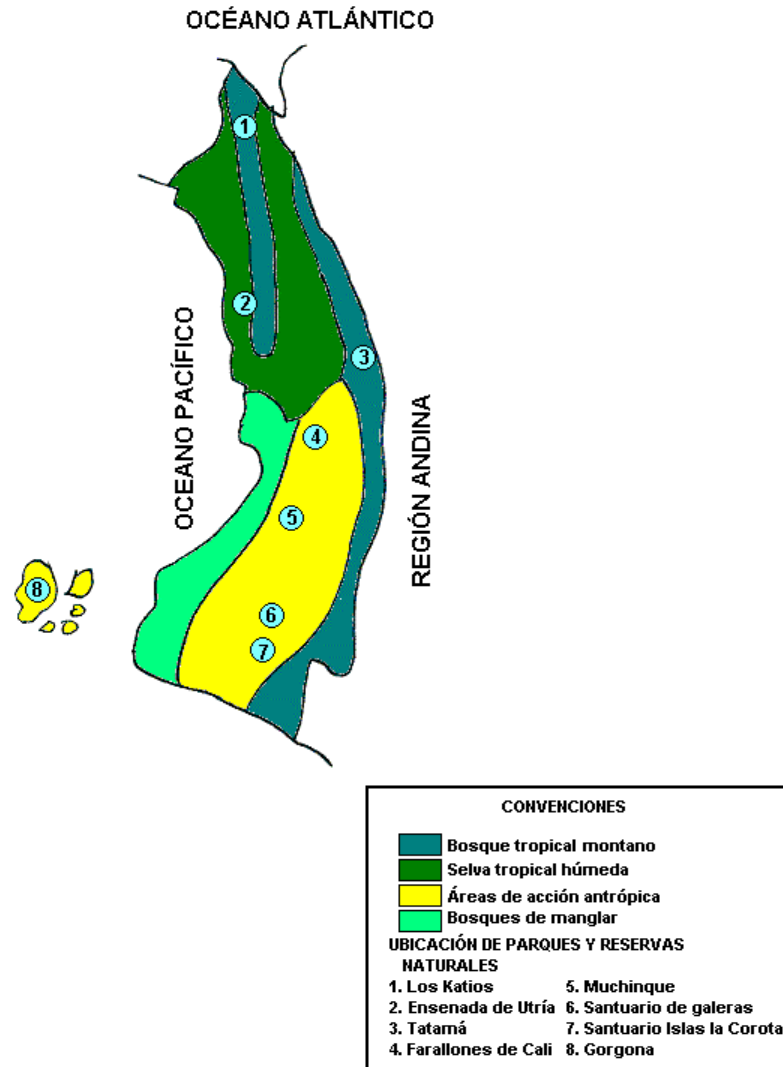 OCÉANO ATLÁNTICO
1
2
3
OCEANO PACÍFICO
REGIÓN ANDINA
4
5
8
6
7
CONVENCIONES
Bosque tropical montano
Selva tropical húmeda
Áreas de acción antrópica
Bosques de manglar
UBICACIÓN DE PARQUES Y RESERVAS
NATURALES
1. Los Katios 5. Muchinque
2. Ensenada de Utría 6. Santuario de galeras
3. Tatamá 7. Santuario Islas la Corota
4. Farallones de Cali 8. Gorgona